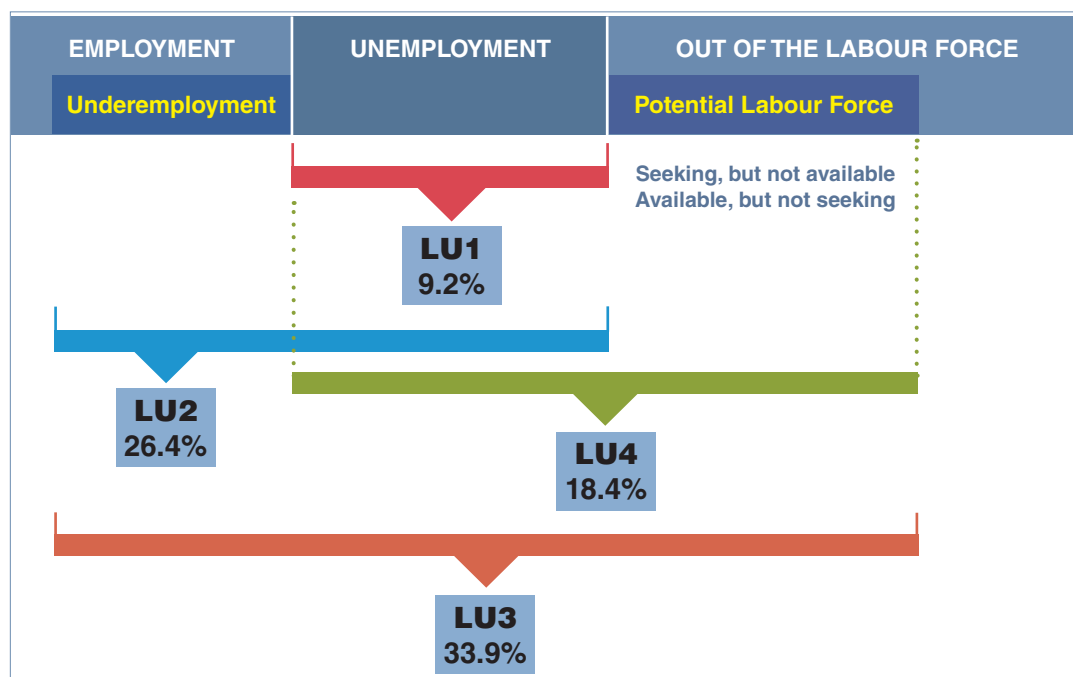 EMPLOYMENT
UNEMPLOYMENT
OUT OF THE LABOUR FORCE
Underemployment
Potential Labour Force
Seeking, but not available
Available, but not seeking
LU1
9.2%
LU2
26.4%
LU4
18.4%
LU3
33.9%